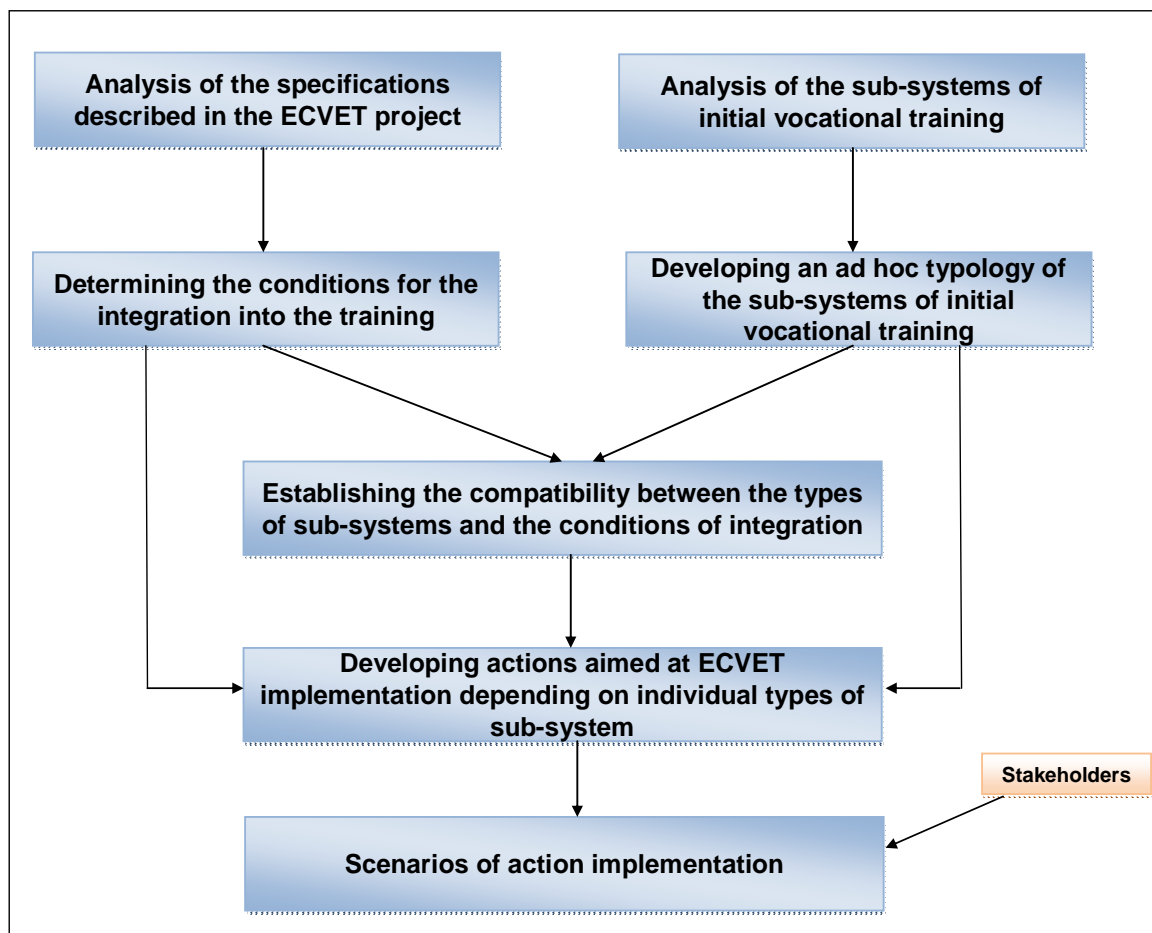 Analysis of the specifications
described in the ECVET project
Analysis of the sub-systems of
initial vocational training
Determining the conditions for the
integration into the training
Developing an ad hoc typology of
the sub-systems of initial
vocational training
Establishing the compatibility between the types
of sub-systems and the conditions of integration
Developing actions aimed at ECVET
implementation depending on individual types of
sub-system
Stakeholders
Scenarios of action implementation